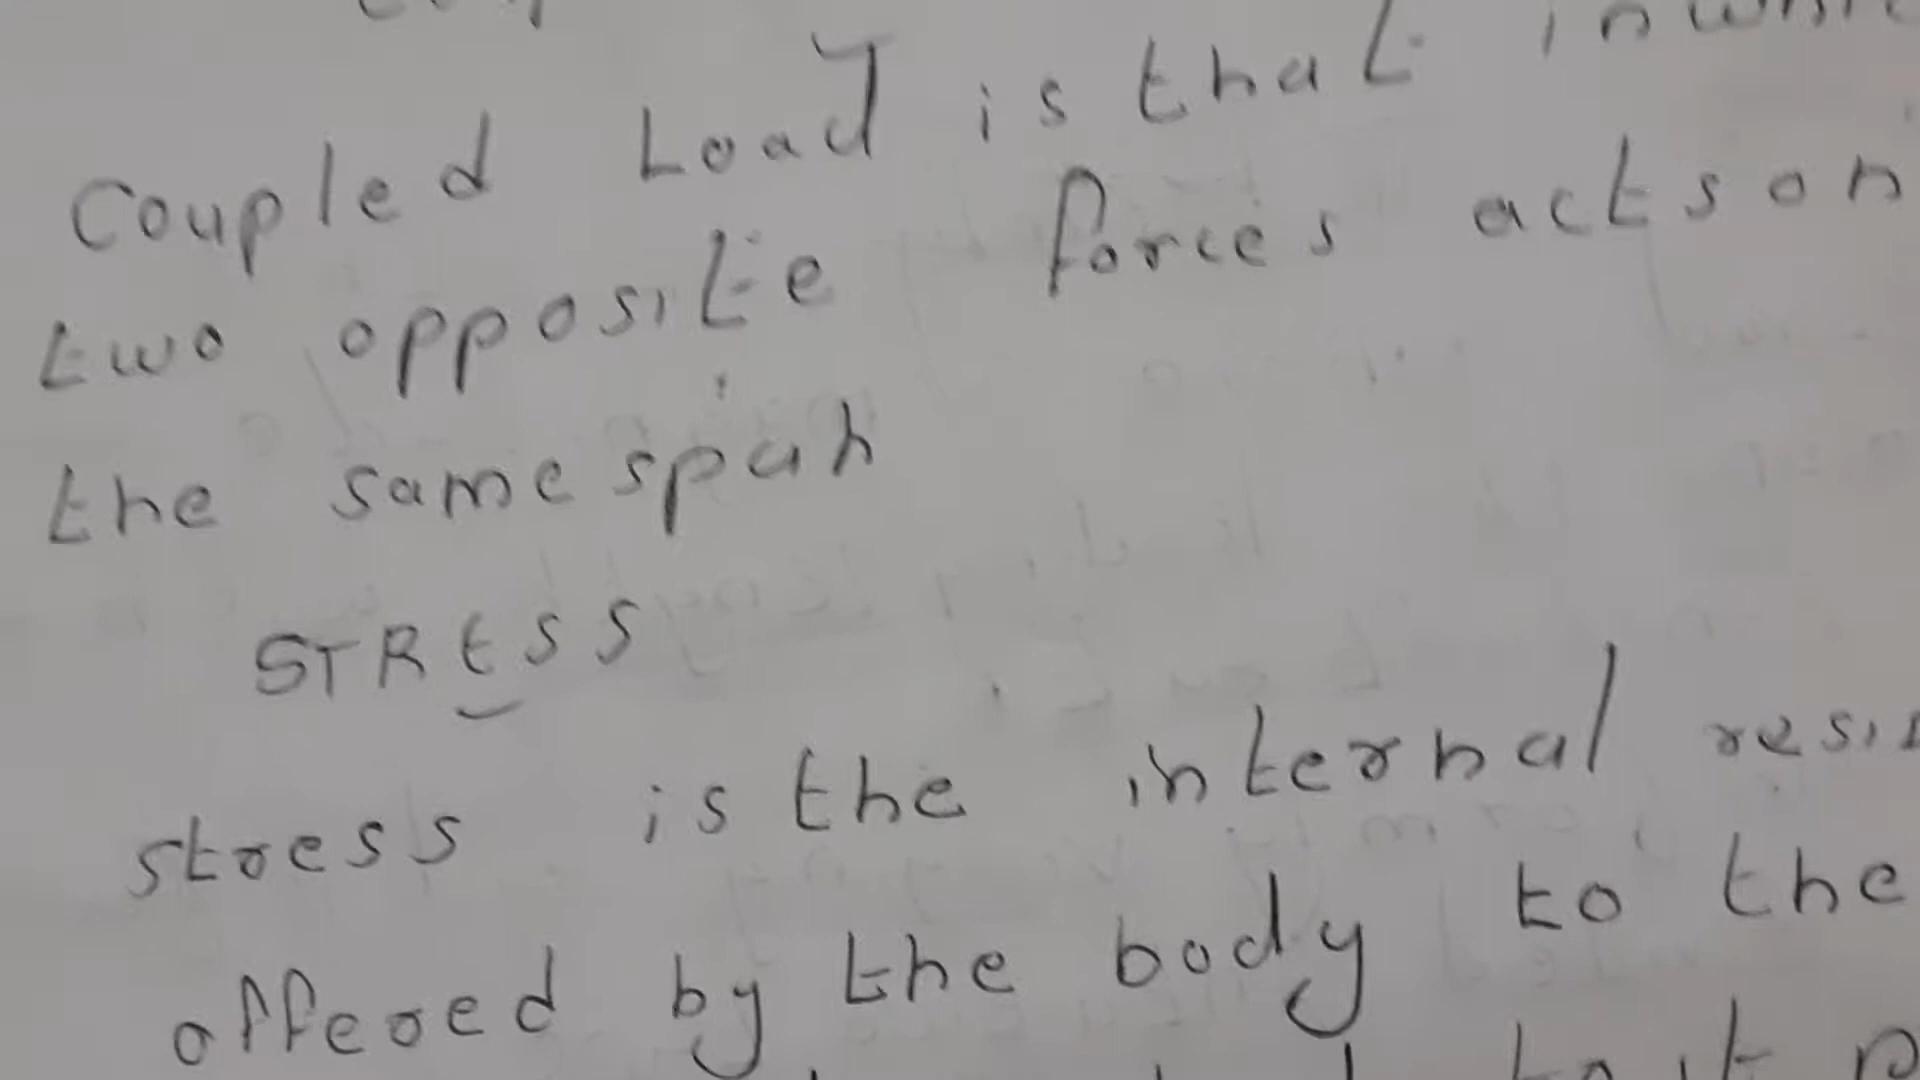 Coupled Load is that in
two opposite forces acts on
the same span
STRESS
stress is the internal
offered by the body to the